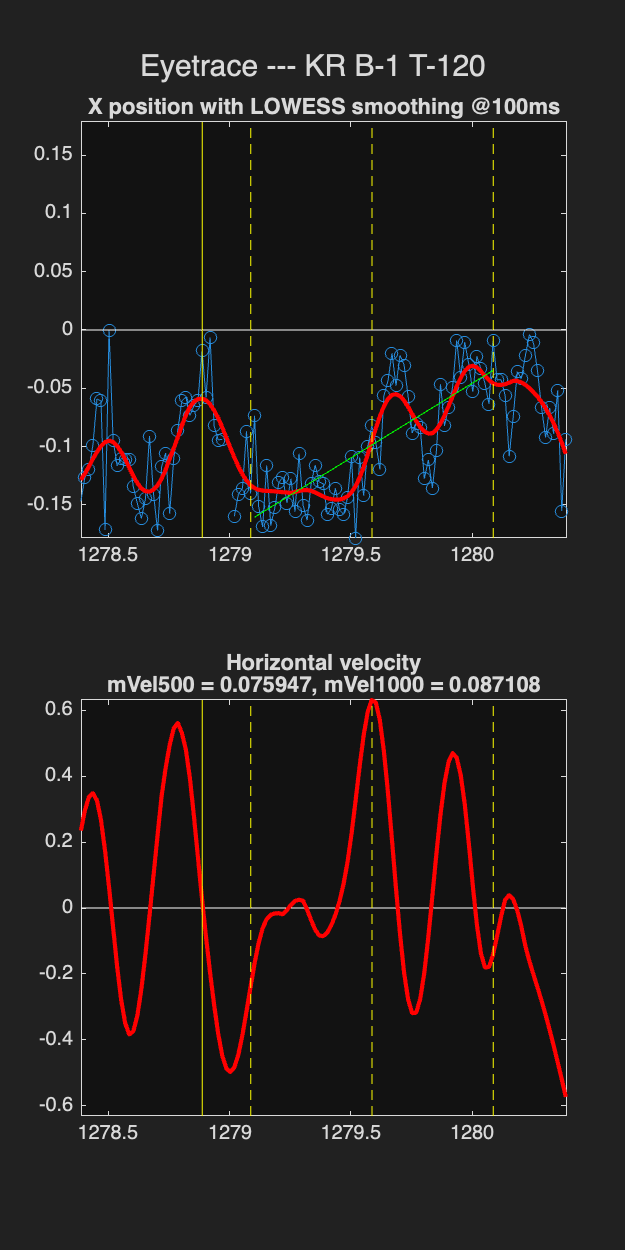 Eyetrace --- KR B-1 T-120
X position with LOWESS smoothing @100ms
0.15
0.1
0.05
0
-0.05
-0.1
-0.15
1278.5 1279 1279.5 1280
Horizontal velocity
mVel500 = 0.075947, mVel1000 = 0.087108
0.6
0.4
0.2
0
-0.2
-0.4
-0.6
1278.5 1279 1279.5 1280